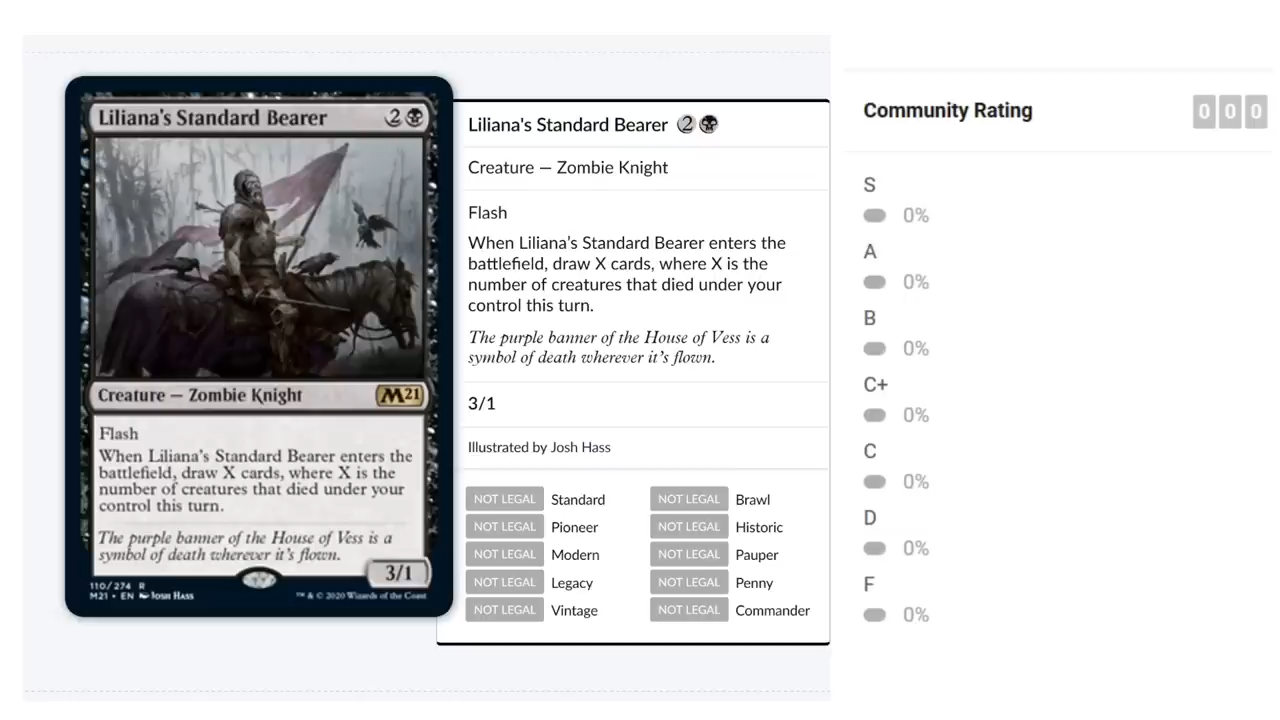 Liliana's Standard Bearer 2
Creature — Zombie Knight
M21
Flash
When Liliana's Standard Bearer enters the
battlefield, draw X cards, where X is the
number of creatures that died under your
control this turn.
The purple banner of the House of Vess is a
symbol of death wherever it's flown.
3/1
110/274 R
M21 • EN Josh Hass
™ & © 2020 Wizards of the Coast
Liliana's Standard Bearer 2
Creature — Zombie Knight
Flash
When Liliana's Standard Bearer enters the
battlefield, draw X cards, where X is the
number of creatures that died under your
control this turn.
The purple banner of the House of Vess is a
symbol of death wherever it's flown.
3/1
Illustrated by Josh Hass
NOT LEGAL Standard NOT LEGAL Brawl
NOT LEGAL Pioneer NOT LEGAL Historic
NOT LEGAL Modern NOT LEGAL Pauper
NOT LEGAL Legacy NOT LEGAL Penny
NOT LEGAL Vintage NOT LEGAL Commander
Community Rating 0 0 0
S
0%
A
0%
B
0%
C+
0%
C
0%
D
0%
F
0%